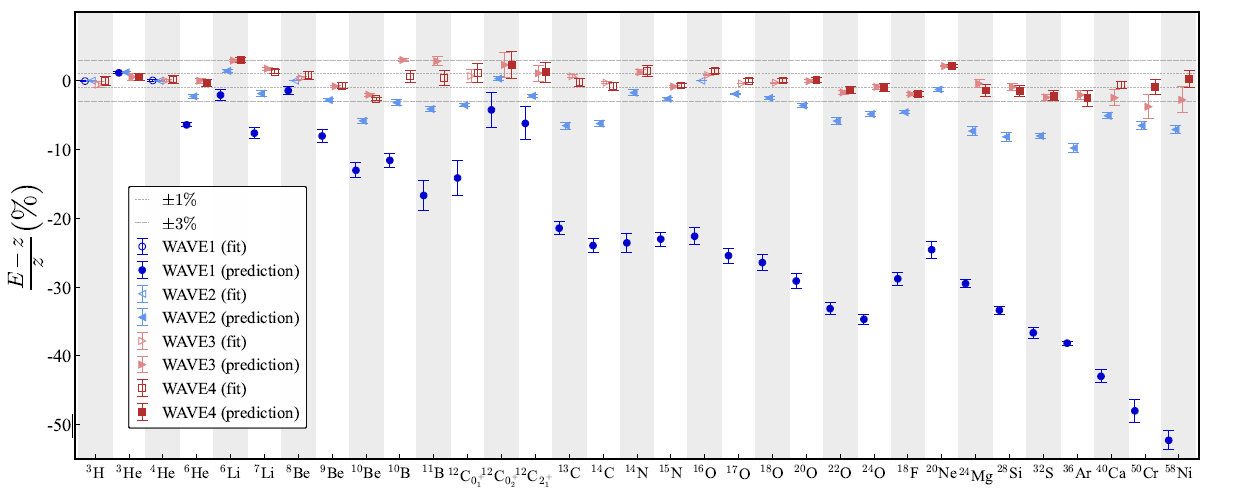 0
-10
-20
-30
-40
-50
E − z / z (%)
±1%
±3%
WAVE1 (fit)
WAVE1 (prediction)
WAVE2 (fit)
WAVE2 (prediction)
WAVE3 (fit)
WAVE3 (prediction)
WAVE4 (fit)
WAVE4 (prediction)
³H ³He ⁴He ⁶He ⁶Li ⁷Li ⁸Be ⁹Be ¹⁰Be ¹⁰B ¹¹B ¹²C₀₁⁺ ¹²C₀₂⁺ ¹²C₂₁⁺ ¹³C ¹⁴C ¹⁴N ¹⁵N ¹⁶O ¹⁷O ¹⁸O ²⁰O ²²O ²⁴O ¹⁸F ²⁰Ne ²⁴Mg ²⁸Si ³²S ³⁶Ar ⁴⁰Ca ⁵⁰Cr ⁵⁸Ni